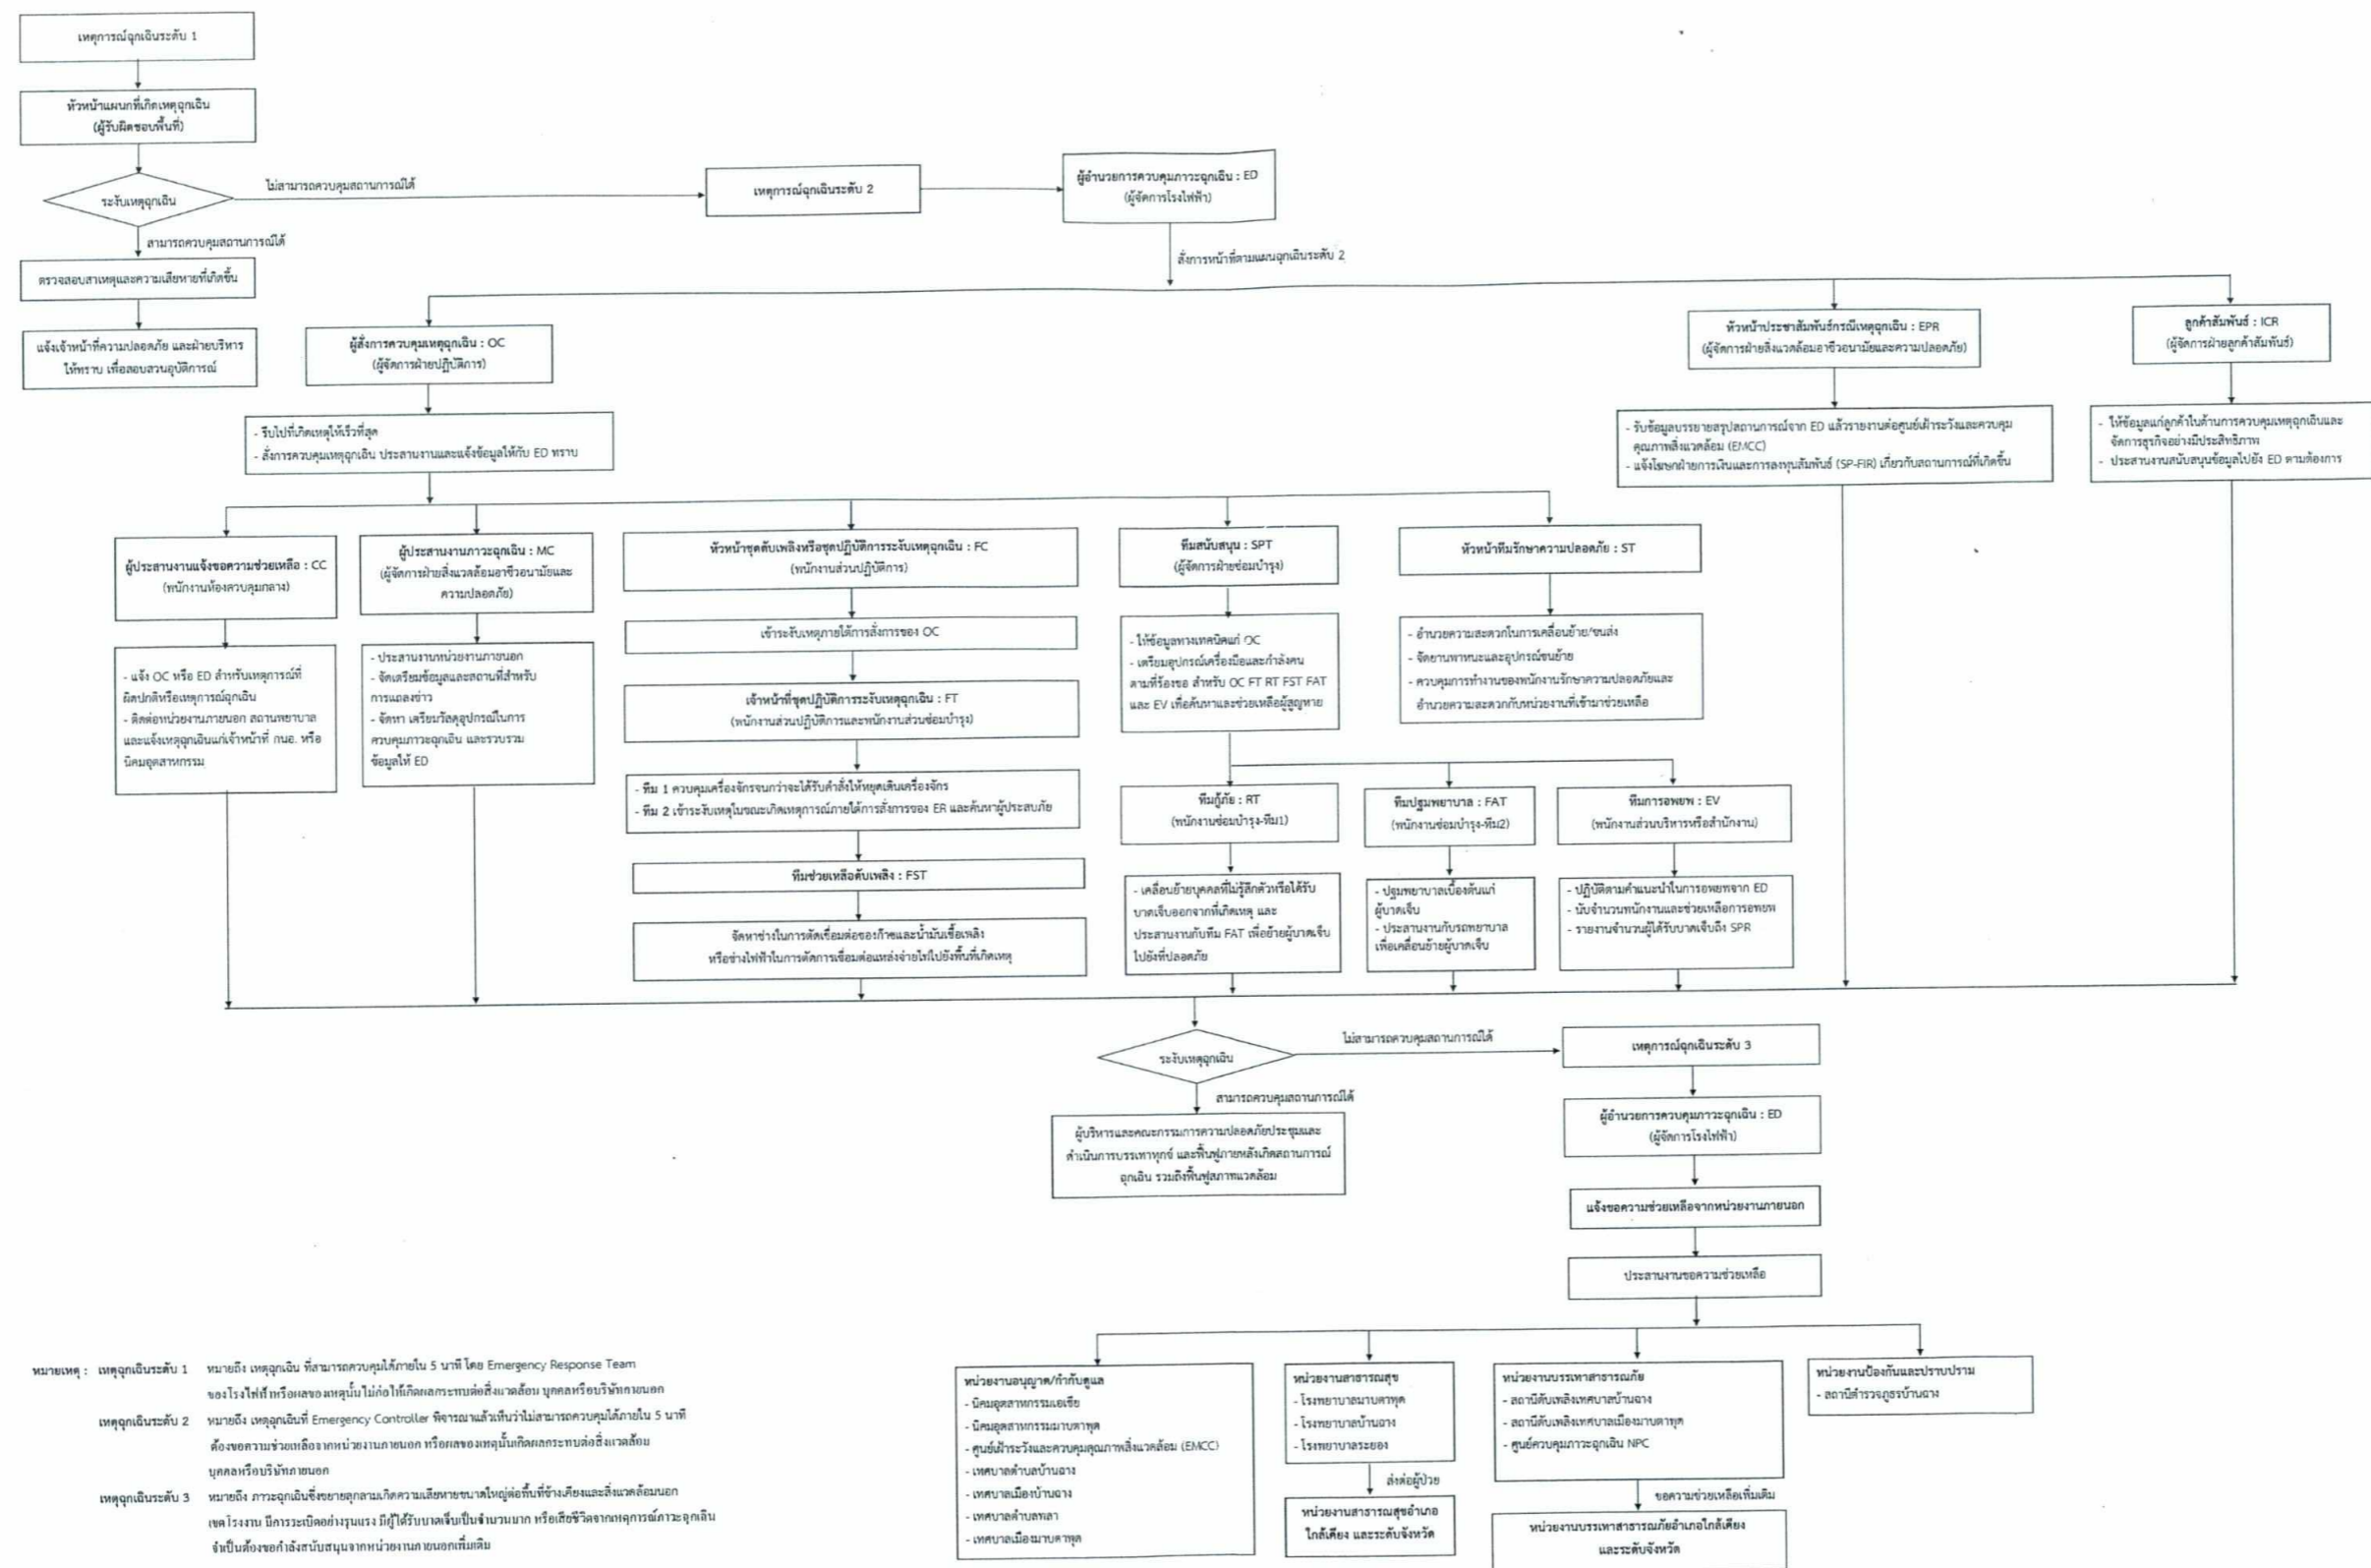 เหตุการณ์ฉุกเฉินระดับ 1
หัวหน้าแผนกที่เกิดเหตุฉุกเฉิน
(ผู้รับผิดชอบพื้นที่)
ระงับเหตุฉุกเฉิน
ไม่สามารถควบคุมสถานการณ์ได้
เหตุการณ์ฉุกเฉินระดับ 2
ผู้อำนวยการควบคุมภาวะฉุกเฉิน : ED
(ผู้จัดการโรงไฟฟ้า)
สามารถควบคุมสถานการณ์ได้
สั่งการหน้าที่ตามแผนฉุกเฉินระดับ 2
ตรวจสอบสาเหตุและความเสียหายที่เกิดขึ้น
แจ้งเจ้าหน้าที่ความปลอดภัย และฝ่ายบริหาร
ให้ทราบ เพื่อสอบสวนอุบัติการณ์
ผู้สั่งการควบคุมเหตุฉุกเฉิน : OC
(ผู้จัดการฝ่ายปฏิบัติการ)
หัวหน้าประชาสัมพันธ์กรณีเหตุฉุกเฉิน : EPR
(ผู้จัดการฝ่ายสิ่งแวดล้อมอาชีวอนามัยและความปลอดภัย)
ลูกค้าสัมพันธ์ : ICR
(ผู้จัดการฝ่ายลูกค้าสัมพันธ์)
- รีบไปที่เกิดเหตุให้เร็วที่สุด
- สั่งการควบคุมเหตุฉุกเฉิน ประสานงานและแจ้งข้อมูลให้กับ ED ทราบ
- รับข้อมูลบรรยายสรุปสถานการณ์จาก ED แล้วรายงานต่อศูนย์เฝ้าระวังและควบคุม
คุณภาพสิ่งแวดล้อม (EMCC)
- แจ้งโฆษกฝ่ายการเงินและการลงทุนสัมพันธ์ (SP-FIR) เกี่ยวกับสถานการณ์ที่เกิดขึ้น
- ให้ข้อมูลแก่ลูกค้าในด้านการควบคุมเหตุฉุกเฉินและ
จัดการธุรกิจอย่างมีประสิทธิภาพ
- ประสานงานสนับสนุนข้อมูลไปยัง ED ตามต้องการ
ผู้ประสานงานแจ้งขอความช่วยเหลือ : CC
(พนักงานห้องควบคุมกลาง)
ผู้ประสานงานภาวะฉุกเฉิน : MC
(ผู้จัดการฝ่ายสิ่งแวดล้อมอาชีวอนามัยและ
ความปลอดภัย)
หัวหน้าชุดดับเพลิงหรือชุดปฏิบัติการระงับเหตุฉุกเฉิน : FC
(พนักงานส่วนปฏิบัติการ)
ทีมสนับสนุน : SPT
(ผู้จัดการฝ่ายซ่อมบำรุง)
หัวหน้าทีมรักษาความปลอดภัย : ST
- แจ้ง OC หรือ ED สำหรับเหตุการณ์ที่
ผิดปกติหรือเหตุการณ์ฉุกเฉิน
- ติดต่อหน่วยงานภายนอก สถานพยาบาล
และแจ้งเหตุฉุกเฉินแก่เจ้าหน้าที่ กนอ. หรือ
นิคมอุตสาหกรรม
- ประสานงานหน่วยงานภายนอก
- จัดเตรียมข้อมูลและสถานที่สำหรับ
การแถลงข่าว
- จัดหา เตรียมวัสดุอุปกรณ์ในการ
ควบคุมภาวะฉุกเฉิน และรวบรวม
ข้อมูลให้ ED
เข้าระงับเหตุภายใต้การสั่งการของ OC
เจ้าหน้าที่ชุดปฏิบัติการระงับเหตุฉุกเฉิน : FT
(พนักงานส่วนปฏิบัติการและพนักงานส่วนซ่อมบำรุง)
- ทีม 1 ควบคุมเครื่องจักรจนกว่าจะได้รับคำสั่งให้หยุดเดินเครื่องจักร
- ทีม 2 เข้าระงับเหตุในขณะเกิดเหตุการณ์ภายใต้การสั่งการของ ER และค้นหาผู้ประสบภัย
ทีมช่วยเหลือดับเพลิง : FST
จัดหาช่างในการตัดเชื่อมต่อของก๊าซและน้ำมันเชื้อเพลิง
หรือช่างไฟฟ้าในการตัดการเชื่อมต่อแหล่งจ่ายไฟไปยังพื้นที่เกิดเหตุ
- ให้ข้อมูลทางเทคนิคแก่ OC
- เตรียมอุปกรณ์เครื่องมือและกำลังคน
ตามที่ร้องขอ สำหรับ OC FT RT FST FAT
และ EV เพื่อค้นหาและช่วยเหลือผู้สูญหาย
- อำนวยความสะดวกในการเคลื่อนย้าย/ขนส่ง
- จัดยานพาหนะและอุปกรณ์ขนย้าย
- ควบคุมการทำงานของพนักงานรักษาความปลอดภัยและ
อำนวยความสะดวกกับหน่วยงานที่เข้ามาช่วยเหลือ
ทีมกู้ภัย : RT
(พนักงานซ่อมบำรุง-ทีม1)
ทีมปฐมพยาบาล : FAT
(พนักงานซ่อมบำรุง-ทีม2)
ทีมการอพยพ : EV
(พนักงานส่วนบริหารหรือสำนักงาน)
- เคลื่อนย้ายบุคคลที่ไม่รู้สึกตัวหรือได้รับ
บาดเจ็บออกจากที่เกิดเหตุ และ
ประสานงานกับทีม FAT เพื่อย้ายผู้บาดเจ็บ
ไปยังที่ปลอดภัย
- ปฐมพยาบาลเบื้องต้นแก่
ผู้บาดเจ็บ
- ประสานงานกับรถพยาบาล
เพื่อเคลื่อนย้ายผู้บาดเจ็บ
- ปฏิบัติตามคำแนะนำในการอพยพจาก ED
- นับจำนวนพนักงานและช่วยเหลือการอพยพ
- รายงานจำนวนผู้ได้รับบาดเจ็บถึง SPR
ระงับเหตุฉุกเฉิน
ไม่สามารถควบคุมสถานการณ์ได้
เหตุการณ์ฉุกเฉินระดับ 3
สามารถควบคุมสถานการณ์ได้
ผู้บริหารและคณะกรรมการความปลอดภัยประชุมและ
ดำเนินการบรรเทาทุกข์ และฟื้นฟูภายหลังเกิดสถานการณ์
ฉุกเฉิน รวมถึงฟื้นฟูสภาพแวดล้อม
ผู้อำนวยการควบคุมภาวะฉุกเฉิน : ED
(ผู้จัดการโรงไฟฟ้า)
แจ้งขอความช่วยเหลือจากหน่วยงานภายนอก
ประสานงานขอความช่วยเหลือ
หน่วยงานอนุญาต/กำกับดูแล
- นิคมอุตสาหกรรมเอเชีย
- นิคมอุตสาหกรรมมาบตาพุด
- ศูนย์เฝ้าระวังและควบคุมคุณภาพสิ่งแวดล้อม (EMCC)
- เทศบาลตำบลบ้านฉาง
- เทศบาลเมืองบ้านฉาง
- เทศบาลตำบลพลา
- เทศบาลเมืองมาบตาพุด
หน่วยงานสาธารณสุข
- โรงพยาบาลมาบตาพุด
- โรงพยาบาลบ้านฉาง
- โรงพยาบาลระยอง
ส่งต่อผู้ป่วย
หน่วยงานสาธารณสุขอำเภอ
ใกล้เคียง และระดับจังหวัด
หน่วยงานบรรเทาสาธารณภัย
- สถานีดับเพลิงเทศบาลบ้านฉาง
- สถานีดับเพลิงเทศบาลเมืองมาบตาพุด
- ศูนย์ควบคุมภาวะฉุกเฉิน NPC
ขอความช่วยเหลือเพิ่มเติม
หน่วยงานบรรเทาสาธารณภัยอำเภอใกล้เคียง
และระดับจังหวัด
หน่วยงานป้องกันและปราบปราม
- สถานีตำรวจภูธรบ้านฉาง
หมายเหตุ : เหตุฉุกเฉินระดับ 1 หมายถึง เหตุฉุกเฉิน ที่สามารถควบคุมได้ภายใน 5 นาที โดย Emergency Response Team
ของโรงไฟฟ้าหรือผลของเหตุนั้นไม่ก่อให้เกิดผลกระทบต่อสิ่งแวดล้อม บุคคลหรือบริษัทภายนอก
เหตุฉุกเฉินระดับ 2 หมายถึง เหตุฉุกเฉินที่ Emergency Controller พิจารณาแล้วเห็นว่าไม่สามารถควบคุมได้ภายใน 5 นาที
ต้องขอความช่วยเหลือจากหน่วยงานภายนอก หรือผลของเหตุนั้นเกิดผลกระทบต่อสิ่งแวดล้อม
บุคคลหรือบริษัทภายนอก
เหตุฉุกเฉินระดับ 3 หมายถึง ภาวะฉุกเฉินซึ่งขยายลุกลามเกิดความเสียหายขนาดใหญ่ต่อพื้นที่ข้างเคียงและสิ่งแวดล้อมนอก
เขตโรงงาน มีการระเบิดอย่างรุนแรง มีผู้ได้รับบาดเจ็บเป็นจำนวนมาก หรือเสียชีวิตจากเหตุการณ์ภาวะฉุกเฉิน
จำเป็นต้องขอกำลังสนับสนุนจากหน่วยงานภายนอกเพิ่มเติม